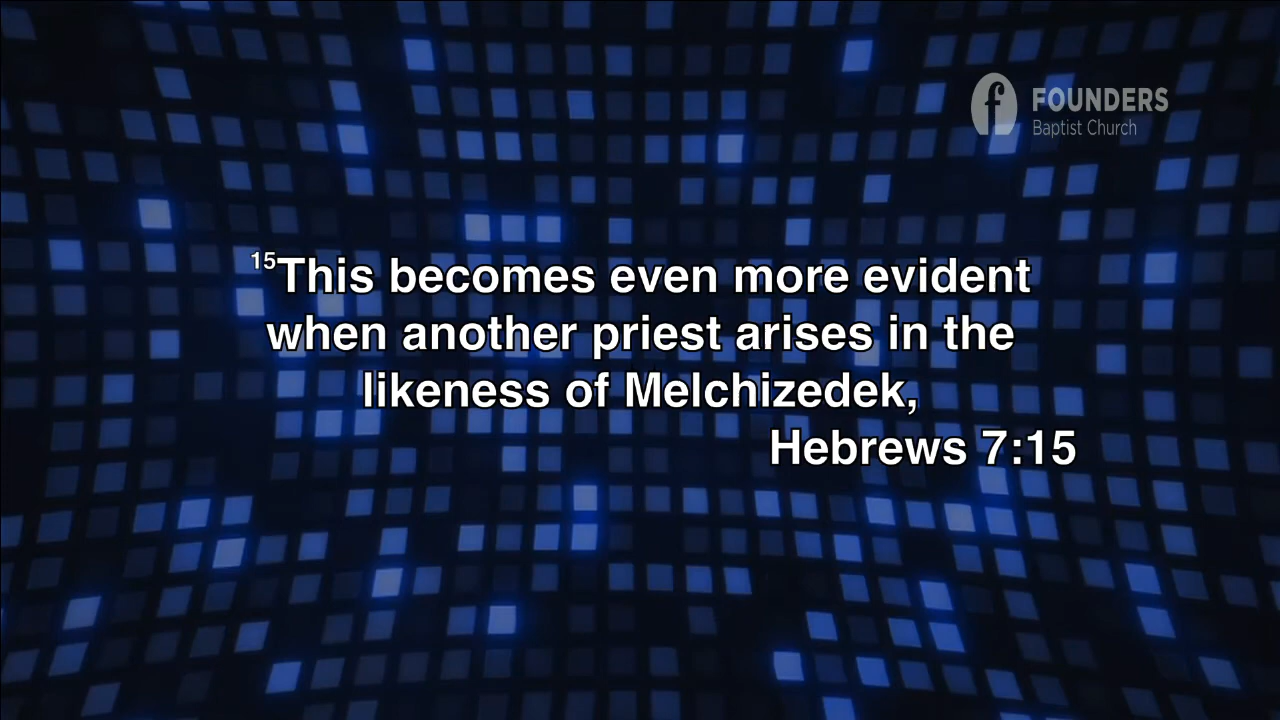 FOUNDERS
Baptist Church
15This becomes even more evident
when another priest arises in the
likeness of Melchizedek,
Hebrews 7:15